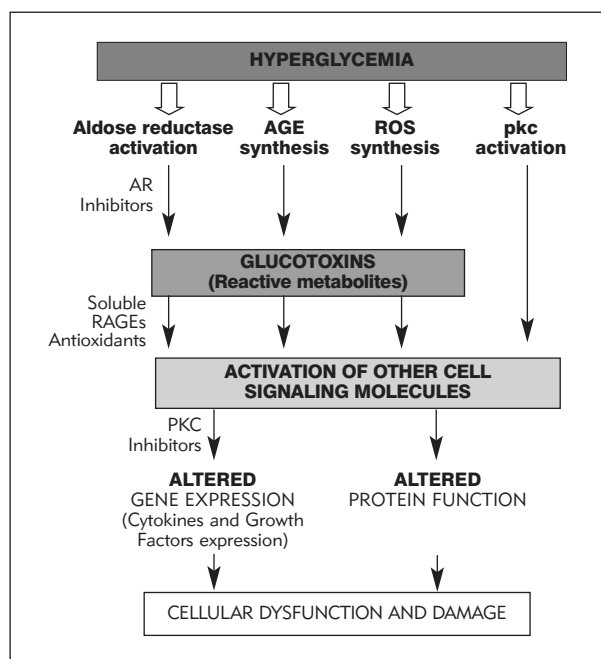 HYPERGLYCEMIA
Aldose reductase
activation
AGE
synthesis
ROS
synthesis
pkc
activation
AR
Inhibitors
GLUCOTOXINS
(Reactive metabolites)
Soluble
RAGEs
Antioxidants
ACTIVATION OF OTHER CELL
SIGNALING MOLECULES
PKC
Inhibitors
ALTERED
GENE EXPRESSION
(Cytokines and Growth
Factors expression)
ALTERED
PROTEIN FUNCTION
CELLULAR DYSFUNCTION AND DAMAGE